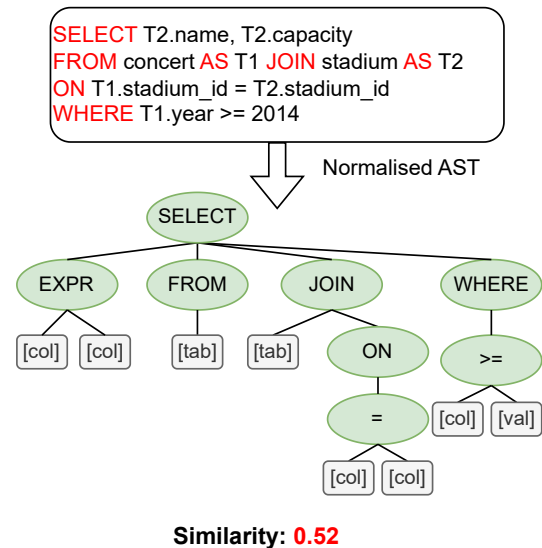 SELECT T2.name, T2.capacity
FROM concert AS T1 JOIN stadium AS T2
ON T1.stadium_id = T2.stadium_id
WHERE T1.year >= 2014
Normalised AST
SELECT
EXPR FROM JOIN WHERE
[col] [col] [tab] [tab] ON >=
= [col] [val]
[col] [col]
Similarity: 0.52